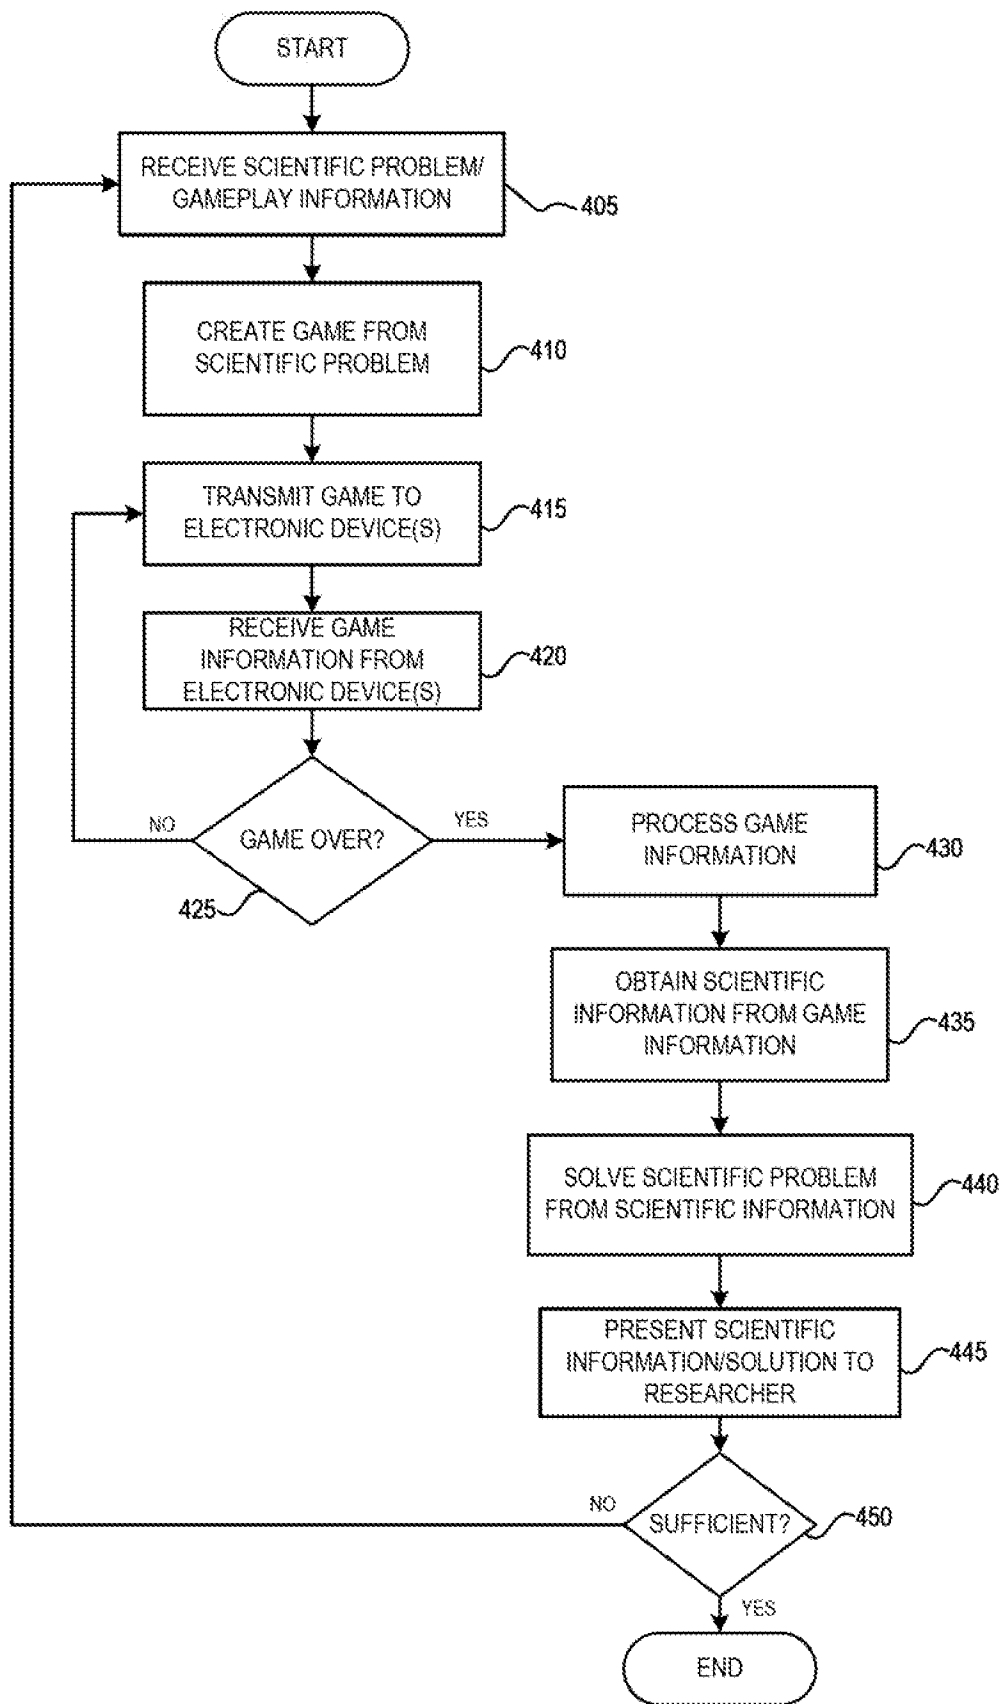 START
RECEIVE SCIENTIFIC PROBLEM/
GAMEPLAY INFORMATION
405
CREATE GAME FROM
SCIENTIFIC PROBLEM
410
TRANSMIT GAME TO
ELECTRONIC DEVICE(S)
415
RECEIVE GAME
INFORMATION FROM
ELECTRONIC DEVICE(S)
420
GAME OVER?
NO
YES
425
PROCESS GAME
INFORMATION
430
OBTAIN SCIENTIFIC
INFORMATION FROM GAME
INFORMATION
435
SOLVE SCIENTIFIC PROBLEM
FROM SCIENTIFIC INFORMATION
440
PRESENT SCIENTIFIC
INFORMATION/SOLUTION TO
RESEARCHER
445
NO
SUFFICIENT?
450
YES
END